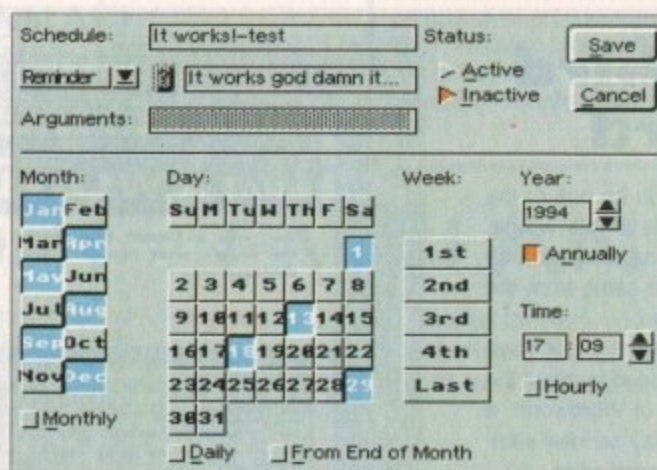 Schedule: It works!-test Status: Save
Reminder It works god damn it... Active
Inactive Cancel
Arguments:
Month: Day: Week: Year:
Jan Feb Su M Tu W Th F Sa 1994
Mar Apr 1 1st Annually
May Jun 2 3 4 5 6 7 8 2nd
Jul Aug 9 10 11 12 13 14 15 3rd Time:
Sep Oct 16 17 18 19 20 21 22 4th 17 : 09
Nov Dec 23 24 25 26 27 28 29 Last Hourly
Monthly 30 31
Daily From End of Month